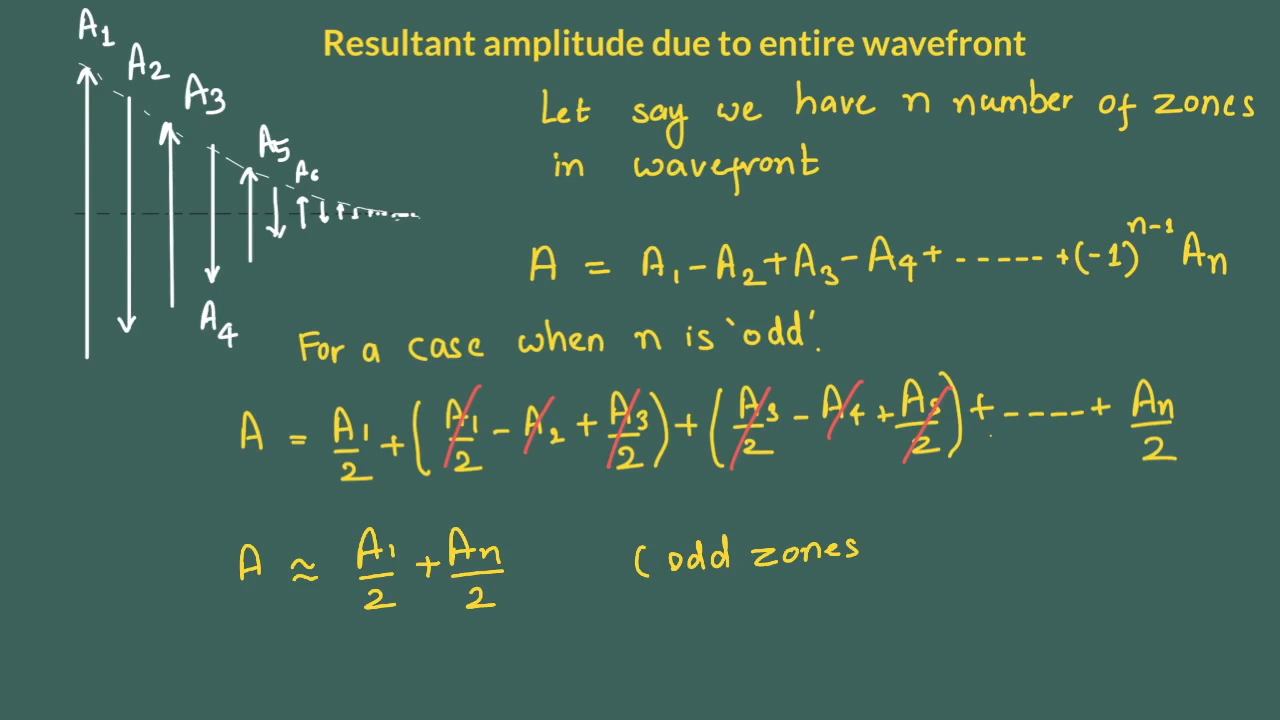 Resultant amplitude due to entire wavefront
A1
A2
A3
A5
A6
A4
Let say we have n number of zones
in wavefront
A = A₁ - A₂ + A₃ - A₄ + ------ + (-1)ⁿ⁻¹ Aₙ
For a case when n is 'odd'.
A = A₁/2 + (A₁/2 - A₂ + A₃/2) + (A₃/2 - A₄ + A₅/2) + ----- + Aₙ/2
A ≈ A₁/2 + Aₙ/2 ( odd zones